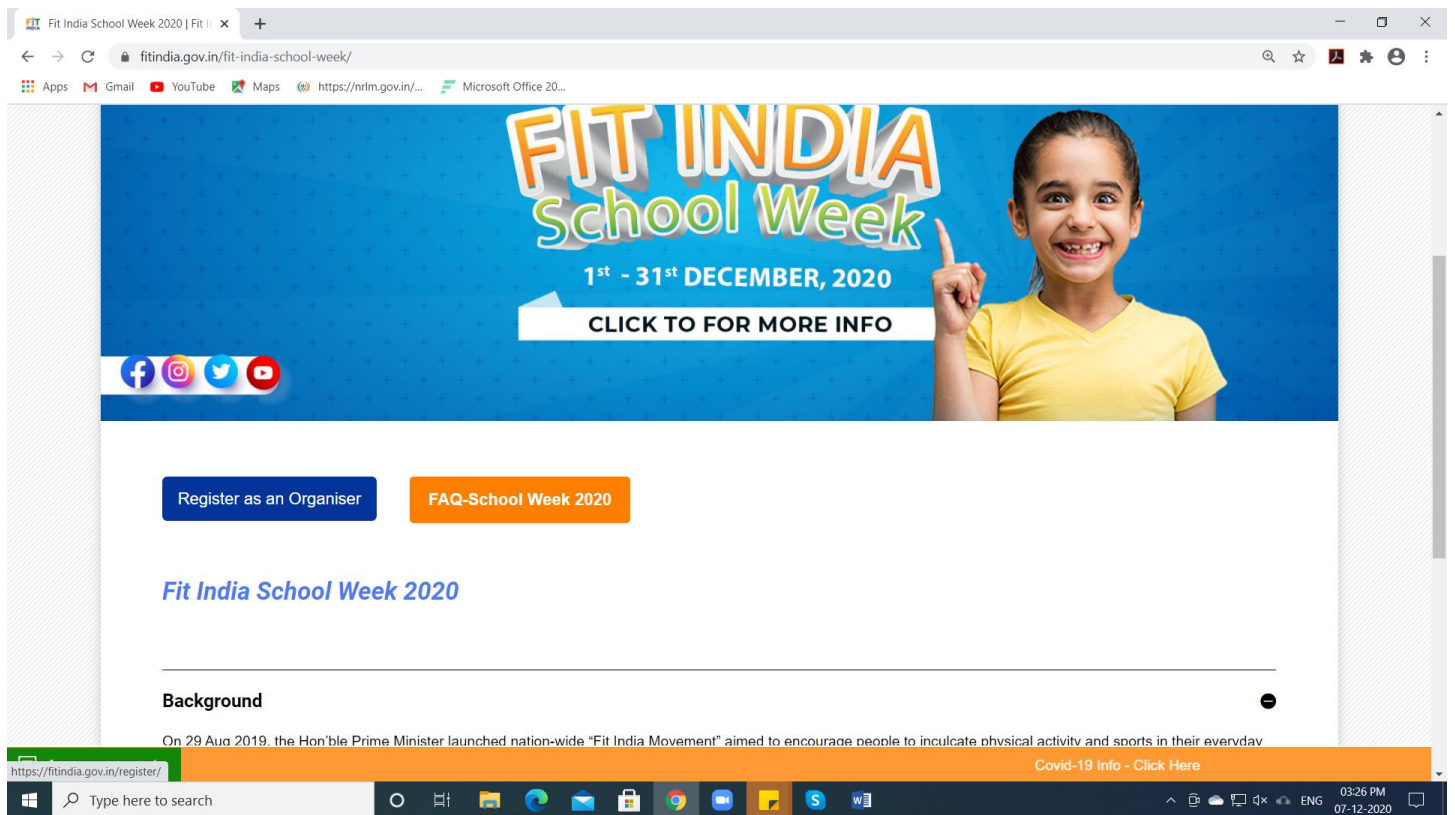 Fit India School Week 2020 | Fit I
fitindia.gov.in/fit-india-school-week/
Apps Gmail YouTube Maps https://nrlm.gov.in/... Microsoft Office 20...
FIT INDIA
School Week
1st - 31st DECEMBER, 2020
CLICK TO FOR MORE INFO
Register as an Organiser FAQ-School Week 2020
Fit India School Week 2020
Background
On 29 Aug 2019, the Hon'ble Prime Minister launched nation-wide “Fit India Movement” aimed to encourage people to inculcate physical activity and sports in their everyday
Covid-19 Info - Click Here
https://fitindia.gov.in/register/
Type here to search
ENG
03:26 PM
07-12-2020